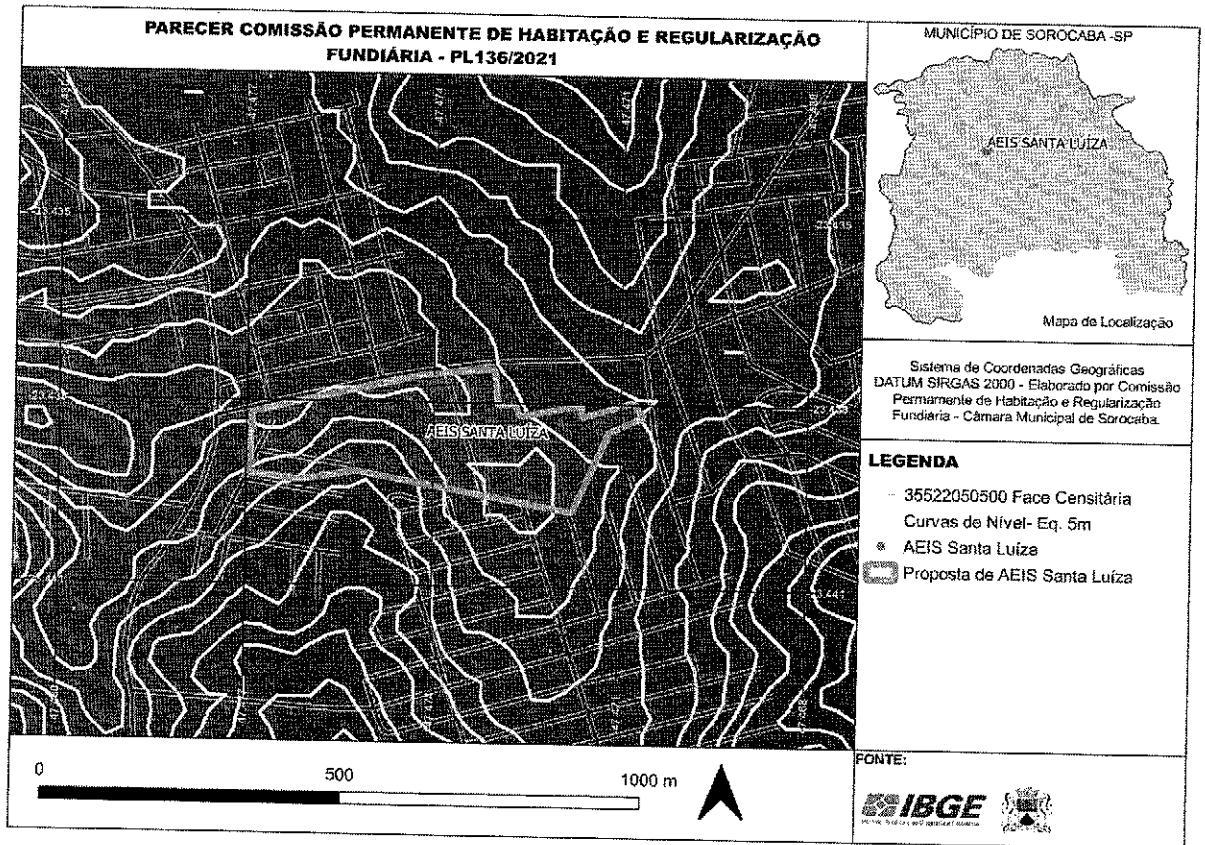 PARECER COMISSÃO PERMANENTE DE HABITAÇÃO E REGULARIZAÇÃO
FUNDIÁRIA - PL136/2021
MUNICÍPIO DE SOROCABA -SP
AEIS SANTA LUÍZA
Mapa de Localização
AEIS SANTA LUÍZA
Sistema de Coordenadas Geográficas
DATUM SIRGAS 2000 - Elaborado por Comissão
Permamente de Habitação e Regularização
Fundiária - Câmara Municipal de Sorocaba.
LEGENDA
35522050500 Face Censitária
Curvas de Nível- Eq. 5m
AEIS Santa Luíza
Proposta de AEIS Santa Luíza
0
500
1000 m
FONTE:
IBGE